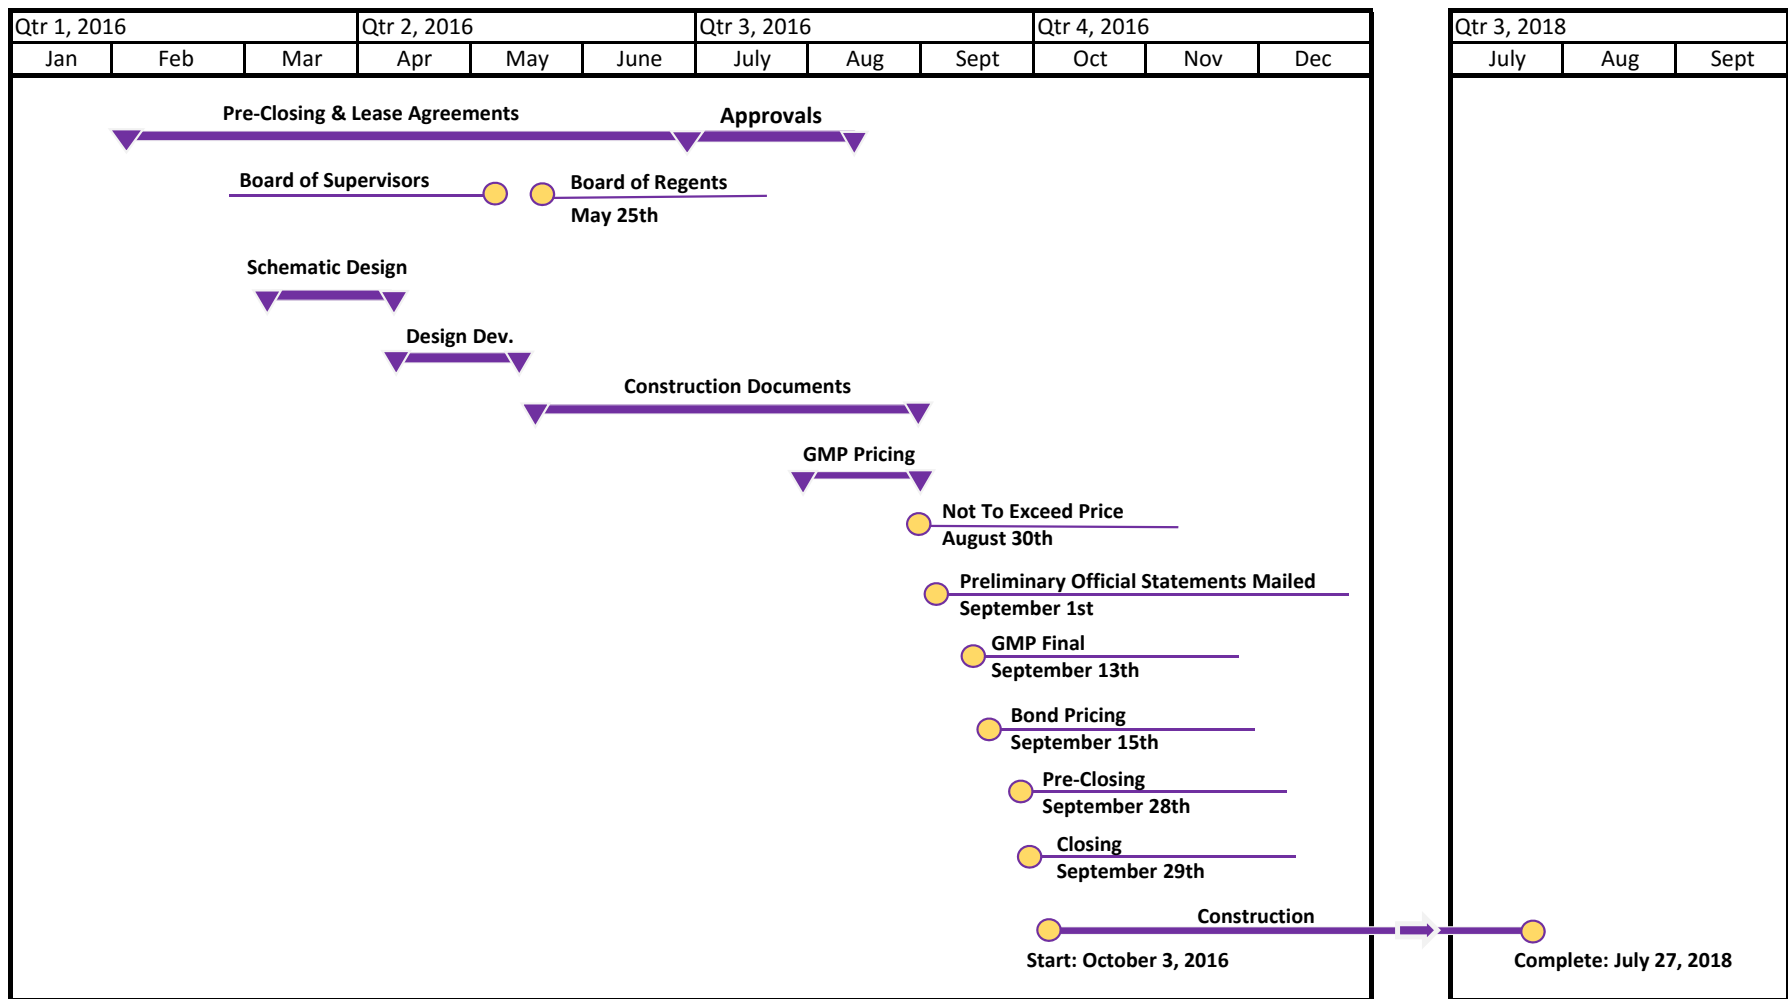 Qtr 1, 2016 Qtr 2, 2016 Qtr 3, 2016 Qtr 4, 2016 Qtr 3, 2018
Jan Feb Mar Apr May June July Aug Sept Oct Nov Dec July Aug Sept
Pre-Closing & Lease Agreements Approvals
Board of Supervisors Board of Regents
May 25th
Schematic Design
Design Dev.
Construction Documents
GMP Pricing
Not To Exceed Price
August 30th
Preliminary Official Statements Mailed
September 1st
GMP Final
September 13th
Bond Pricing
September 15th
Pre-Closing
September 28th
Closing
September 29th
Construction
Start: October 3, 2016 Complete: July 27, 2018